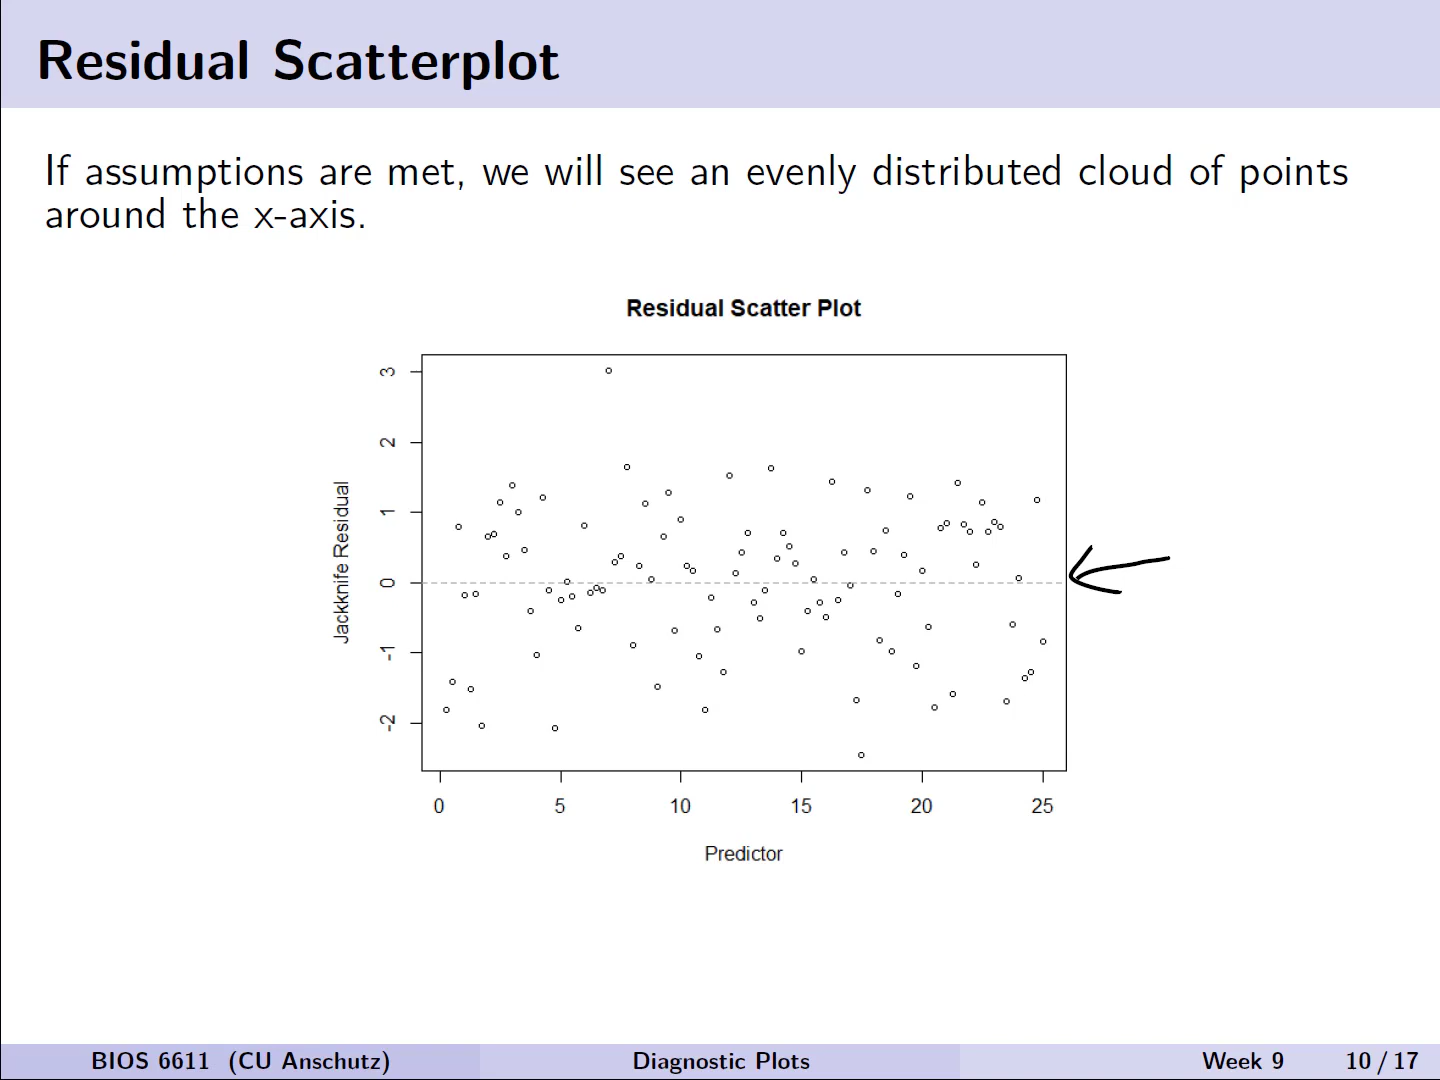 Residual Scatterplot
If assumptions are met, we will see an evenly distributed cloud of points
around the x-axis.
Residual Scatter Plot
3
2
1
0
-1
-2
Jackknife Residual
0 5 10 15 20 25
Predictor
BIOS 6611 (CU Anschutz) Diagnostic Plots Week 9 10 / 17